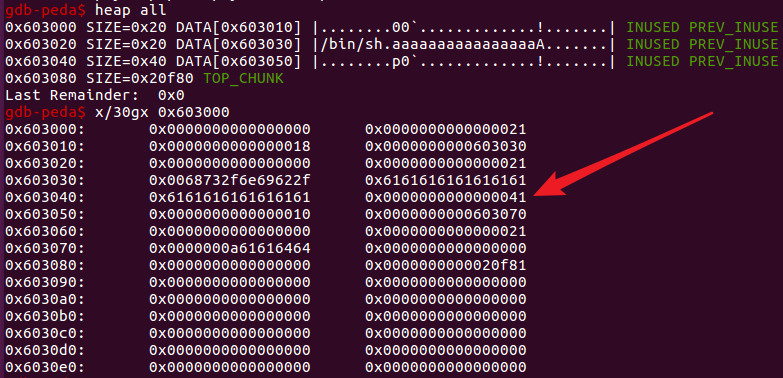 gdb-peda$ heap all
0x603000 SIZE=0x20 DATA[0x603010] |........00`.............!.......| INUSED PREV_INUSE
0x603020 SIZE=0x20 DATA[0x603030] |/bin/sh.aaaaaaaaaaaaaaaaA.......| INUSED PREV_INUSE
0x603040 SIZE=0x40 DATA[0x603050] |........p0`.............!.......| INUSED PREV_INUSE
0x603080 SIZE=0x20f80 TOP_CHUNK
Last Remainder:  0x0
gdb-peda$ x/30gx 0x603000
0x603000:	0x0000000000000000	0x0000000000000021
0x603010:	0x0000000000000018	0x0000000000603030
0x603020:	0x0000000000000000	0x0000000000000021
0x603030:	0x0068732f6e69622f	0x6161616161616161
0x603040:	0x6161616161616161	0x0000000000000041
0x603050:	0x0000000000000010	0x0000000000603070
0x603060:	0x0000000000000000	0x0000000000000021
0x603070:	0x0000000a61616464	0x0000000000000000
0x603080:	0x0000000000000000	0x0000000000020f81
0x603090:	0x0000000000000000	0x0000000000000000
0x6030a0:	0x0000000000000000	0x0000000000000000
0x6030b0:	0x0000000000000000	0x0000000000000000
0x6030c0:	0x0000000000000000	0x0000000000000000
0x6030d0:	0x0000000000000000	0x0000000000000000
0x6030e0:	0x0000000000000000	0x0000000000000000